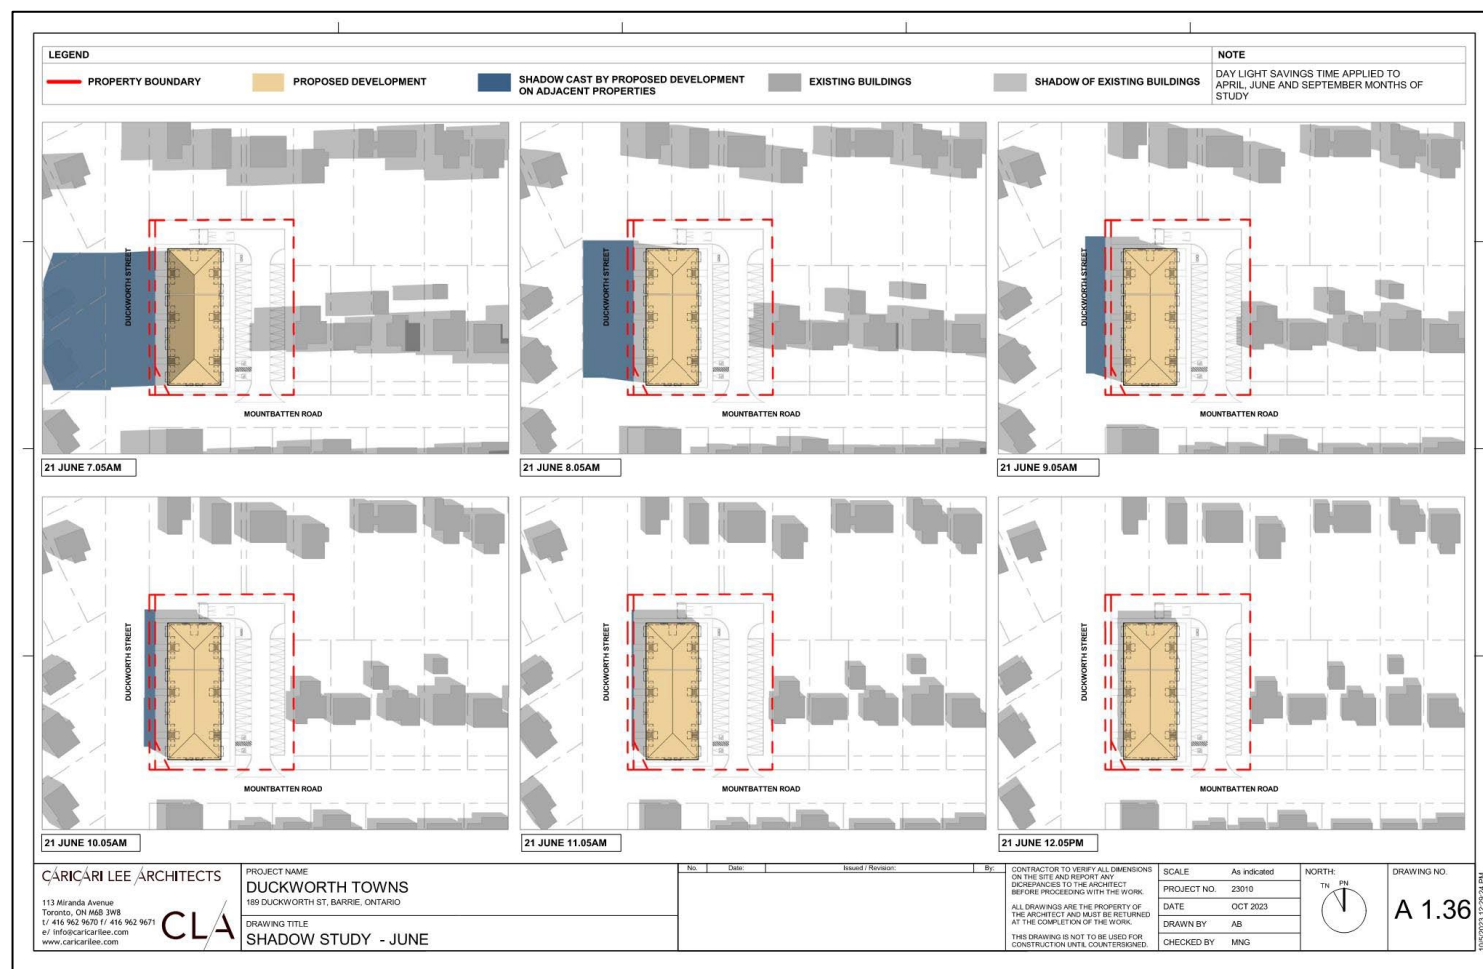 LEGEND
PROPERTY BOUNDARY
PROPOSED DEVELOPMENT
SHADOW CAST BY PROPOSED DEVELOPMENT
ON ADJACENT PROPERTIES
EXISTING BUILDINGS
SHADOW OF EXISTING BUILDINGS
NOTE
DAY LIGHT SAVINGS TIME APPLIED TO
APRIL, JUNE AND SEPTEMBER MONTHS OF
STUDY
DUCKWORTH STREET
MOUNTBATTEN ROAD
21 JUNE 7.05AM
DUCKWORTH STREET
MOUNTBATTEN ROAD
21 JUNE 8.05AM
DUCKWORTH STREET
MOUNTBATTEN ROAD
21 JUNE 9.05AM
DUCKWORTH STREET
MOUNTBATTEN ROAD
21 JUNE 10.05AM
DUCKWORTH STREET
MOUNTBATTEN ROAD
21 JUNE 11.05AM
DUCKWORTH STREET
MOUNTBATTEN ROAD
21 JUNE 12.05PM
CARICARI LEE ARCHITECTS
113 Miranda Avenue
Toronto, ON M6B 3W8
t/ 416 962 9670 f/ 416 962 9671
e/ info@caricarilee.com
www.caricarilee.com
CLA
PROJECT NAME
DUCKWORTH TOWNS
189 DUCKWORTH ST, BARRIE, ONTARIO
DRAWING TITLE
SHADOW STUDY - JUNE
No. Date: Issued / Revision: By:
CONTRACTOR TO VERIFY ALL DIMENSIONS
ON THE SITE AND REPORT ANY
DICREPANCIES TO THE ARCHITECT
BEFORE PROCEEDING WITH THE WORK.
ALL DRAWINGS ARE THE PROPERTY OF
THE ARCHITECT AND MUST BE RETURNED
AT THE COMPLETION OF THE WORK.
THIS DRAWING IS NOT TO BE USED FOR
CONSTRUCTION UNTIL COUNTERSIGNED.
SCALE As indicated
PROJECT NO. 23010
DATE OCT 2023
DRAWN BY AB
CHECKED BY MNG
NORTH:
TN PN
DRAWING NO.
A 1.36
10/5/2023 12:29:24 PM